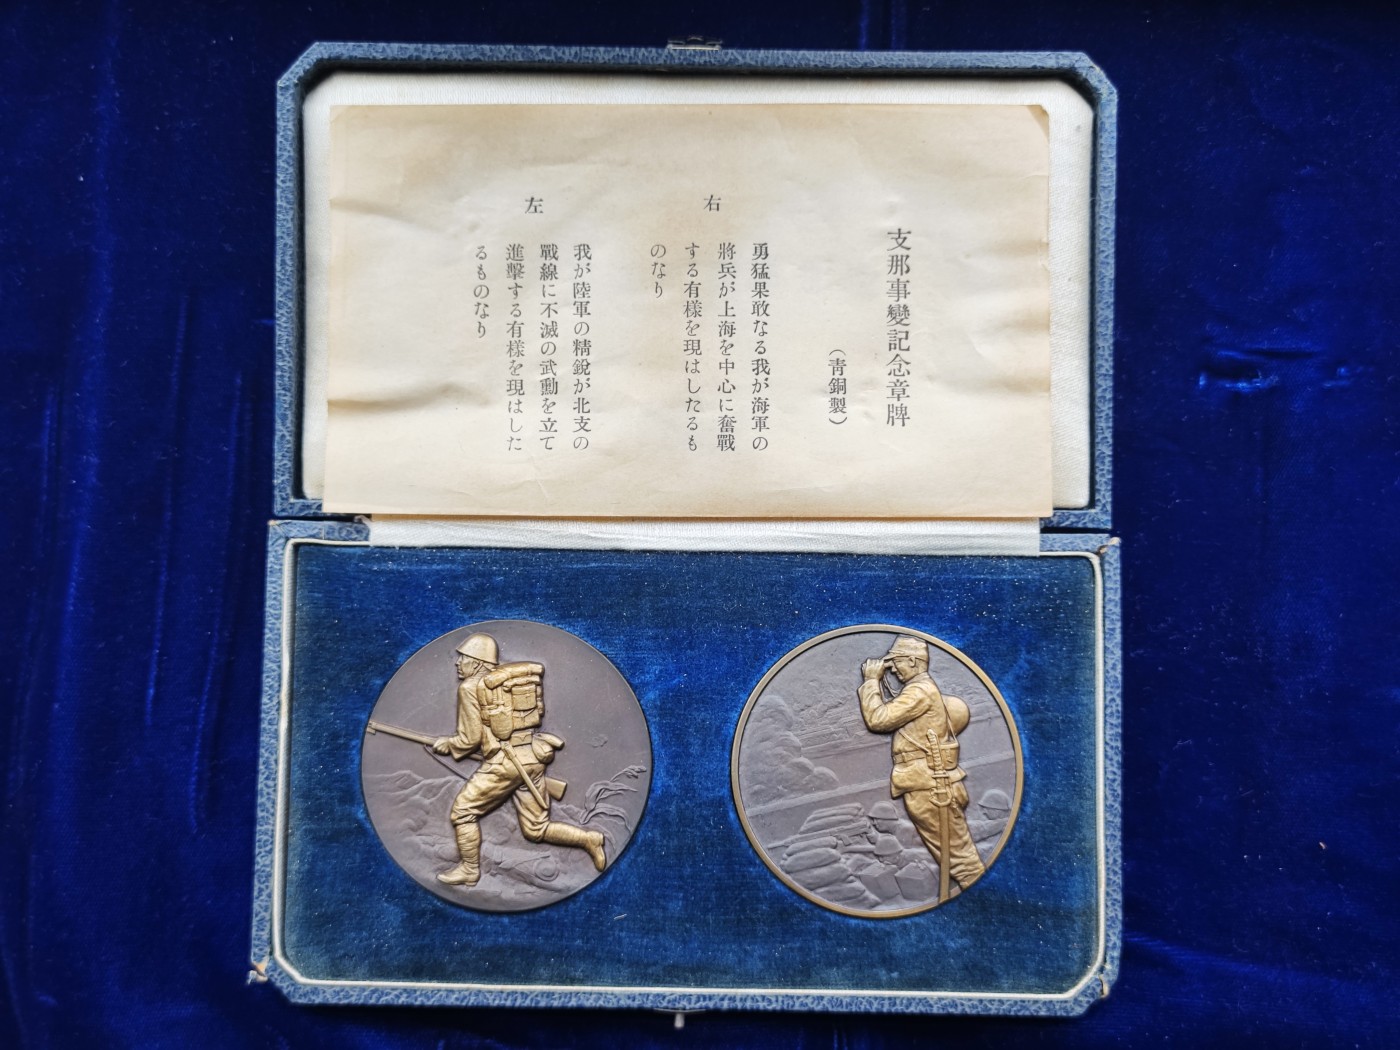 支那事變記念章牌
（靑銅製）
右
勇猛果敢なる我が海軍の
將兵が上海を中心に奮戰
する有樣を現はしたるも
のなり
左
我が陸軍の精銳が北支の
戰線に不滅の武勳を立て
進擊する有樣を現はした
るものなり